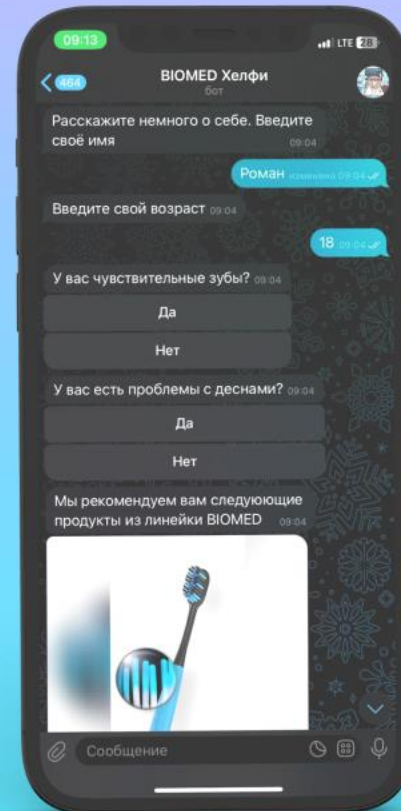 09:13
LTE 28
464
BIOMED Хелфи
бот
Расскажите немного о себе. Введите
своё имя 09:04
Роман изменено 09:04
Введите свой возраст 09:04
18 09:04
У вас чувствительные зубы? 09:04
Да
Нет
У вас есть проблемы с деснами? 09:04
Да
Нет
Мы рекомендуем вам следуюющие
продукты из линейки BIOMED 09:04
Сообщение